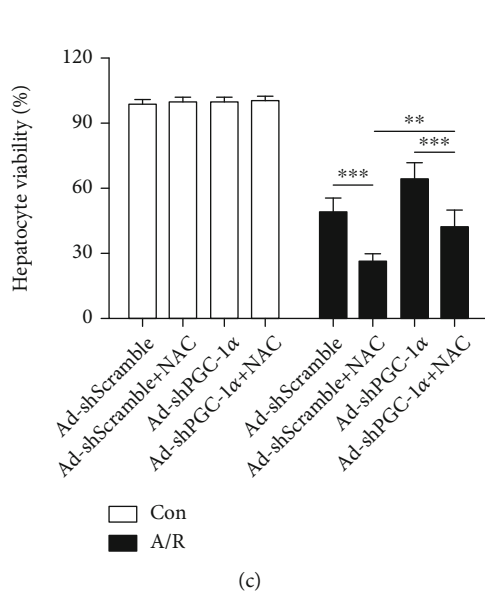 Hepatocyte viability (%)
120
90
60
30
0
***
***
**
Ad-shScramble
Ad-shScramble+NAC
Ad-shPGC-1α
Ad-shPGC-1α+NAC
Ad-shScramble
Ad-shScramble+NAC
Ad-shPGC-1α
Ad-shPGC-1α+NAC
Con
A/R
(c)